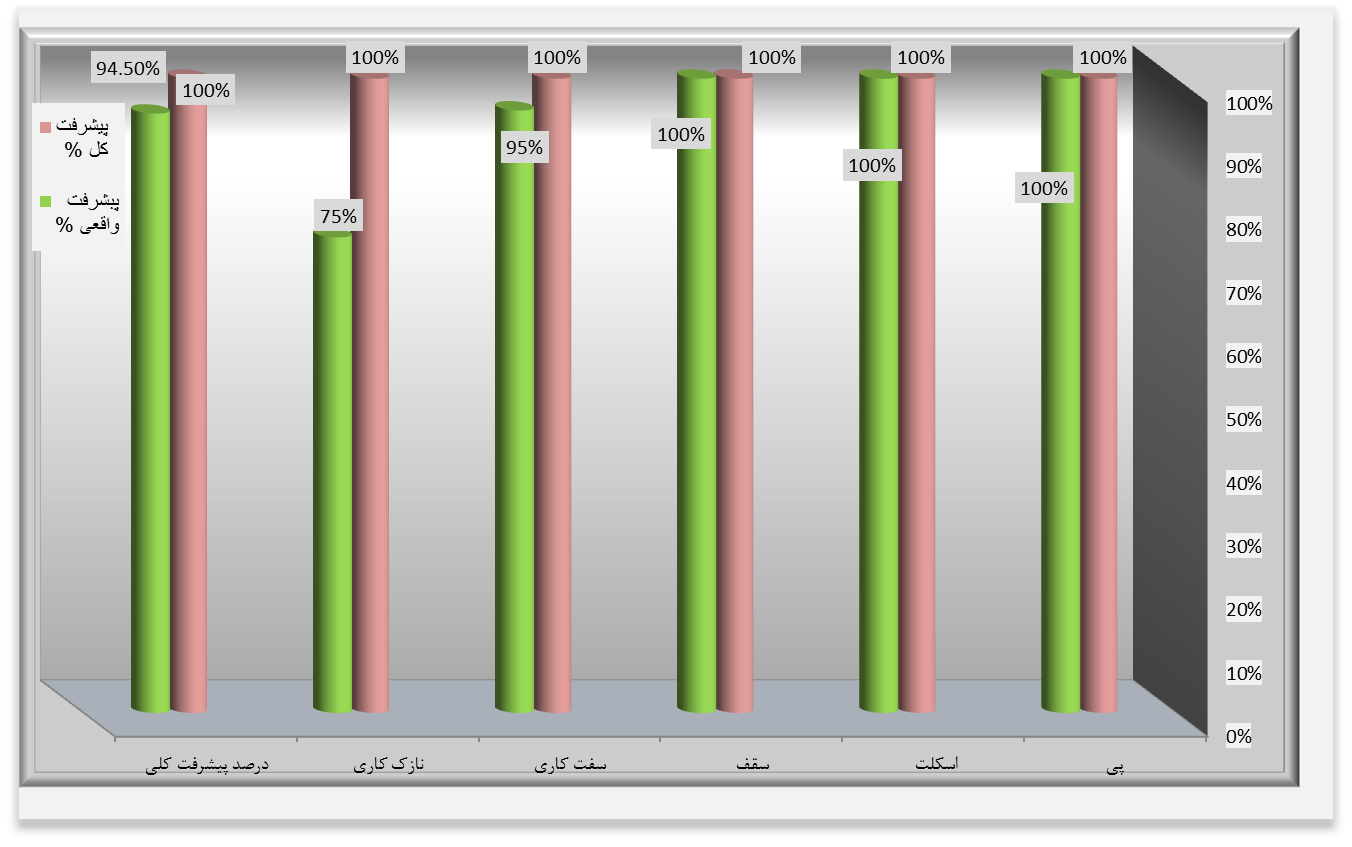 94.50%
100%
100%
75%
100%
95%
100%
100%
100%
100%
100%
100%
پیشرفت
کل %
پیشرفت
واقعی %
100%
90%
80%
70%
60%
50%
40%
30%
20%
10%
0%
پی
اسکلت
سقف
سفت کاری
نازک کاری
درصد پیشرفت کلی